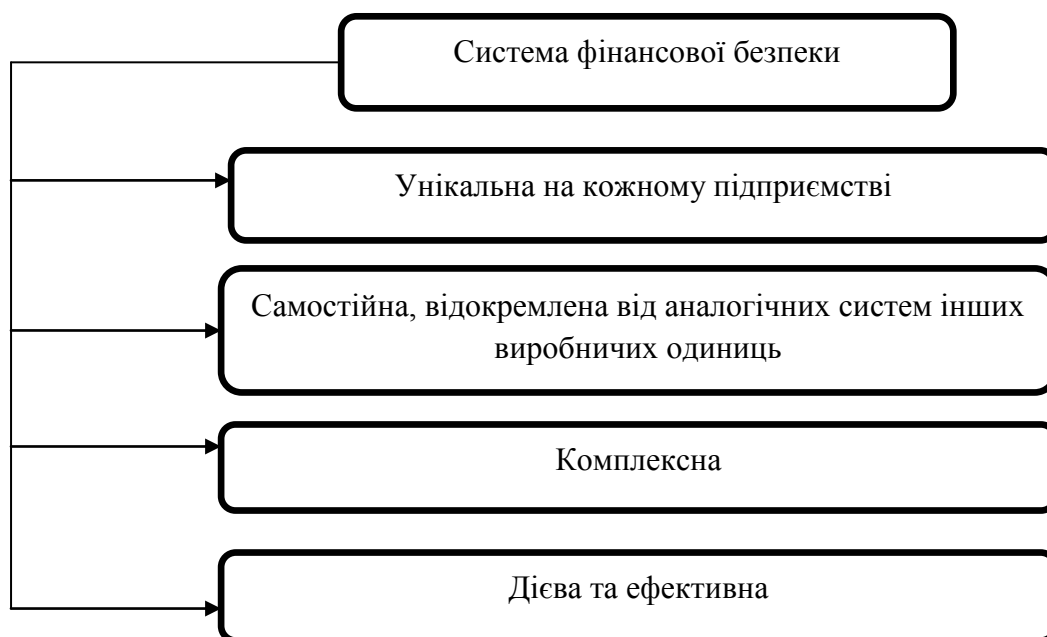 Система фінансової безпеки
Унікальна на кожному підприємстві
Самостійна, відокремлена від аналогічних систем інших
виробничих одиниць
Комплексна
Дієва та ефективна